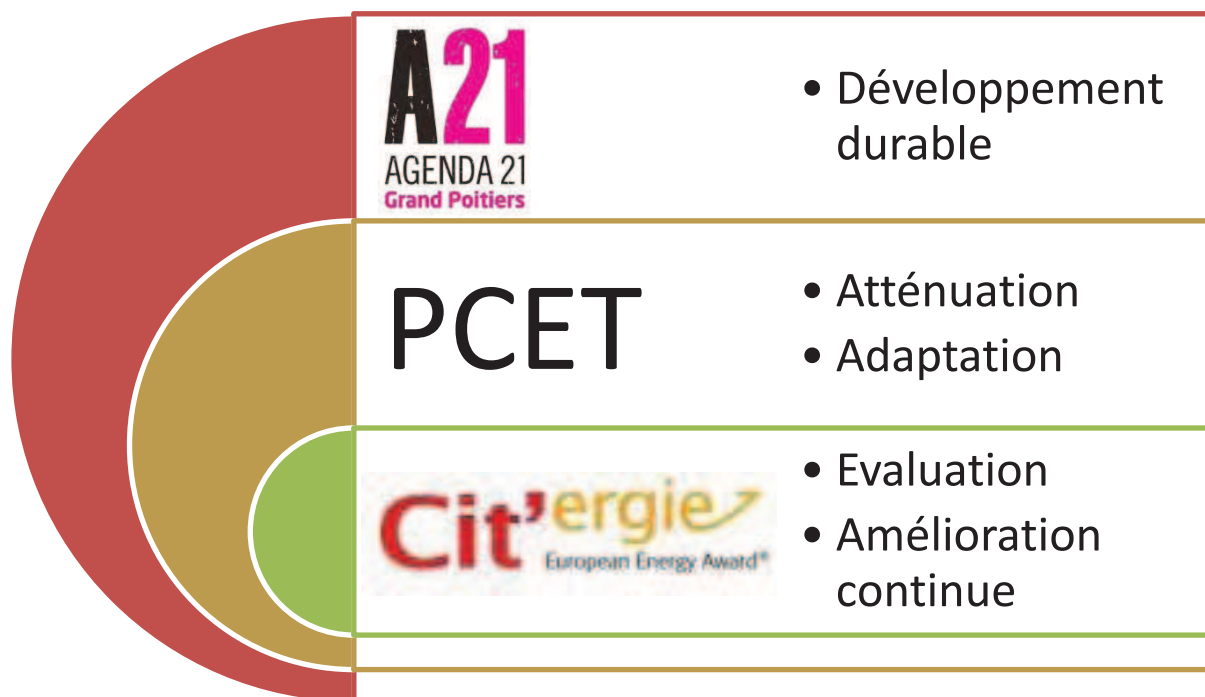 A21
AGENDA 21
Grand Poitiers
• Développement
durable
PCET
• Atténuation
• Adaptation
Cit'ergie
European Energy Award®
• Evaluation
• Amélioration
continue